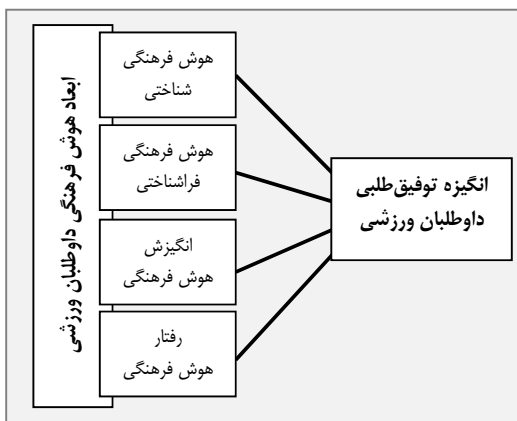 ابعاد هوش فرهنگی داوطلبان ورزشی
هوش فرهنگی
شناختی
هوش فرهنگی
فراشناختی
انگیزش
هوش فرهنگی
رفتار
هوش فرهنگی
انگیزه توفیق‌طلبی
داوطلبان ورزشی